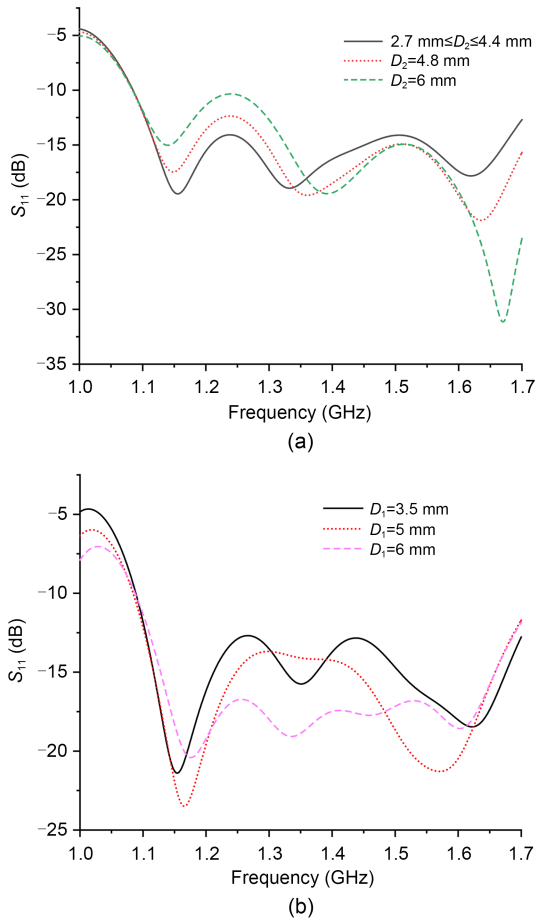 2.7 mm≤D₂≤4.4 mm
D₂=4.8 mm
D₂=6 mm
S₁₁ (dB)
−5
−10
−15
−20
−25
−30
−35
1.0 1.1 1.2 1.3 1.4 1.5 1.6 1.7
Frequency (GHz)
(a)
D₁=3.5 mm
D₁=5 mm
D₁=6 mm
S₁₁ (dB)
−5
−10
−15
−20
−25
1.0 1.1 1.2 1.3 1.4 1.5 1.6 1.7
Frequency (GHz)
(b)